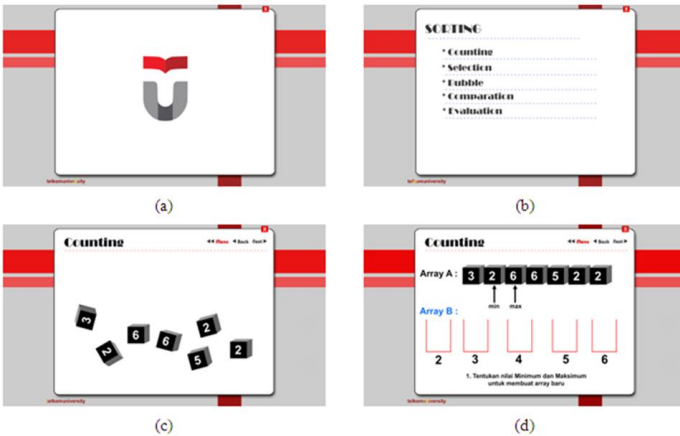 telkomuniversity
(a)
SORTING
* Counting
* Selection
* Bubble
* Comparation
* Evaluation
telkomuniversity
(b)
Counting
Menu Back Next
3 2 6 6 2 5 2
telkomuniversity
(c)
Counting
Menu Back Next
Array A : 3 2 6 6 5 2 2
min max
Array B :
2 3 4 5 6
1. Tentukan nilai Minimum dan Maksimum
untuk membuat array baru
telkomuniversity
(d)